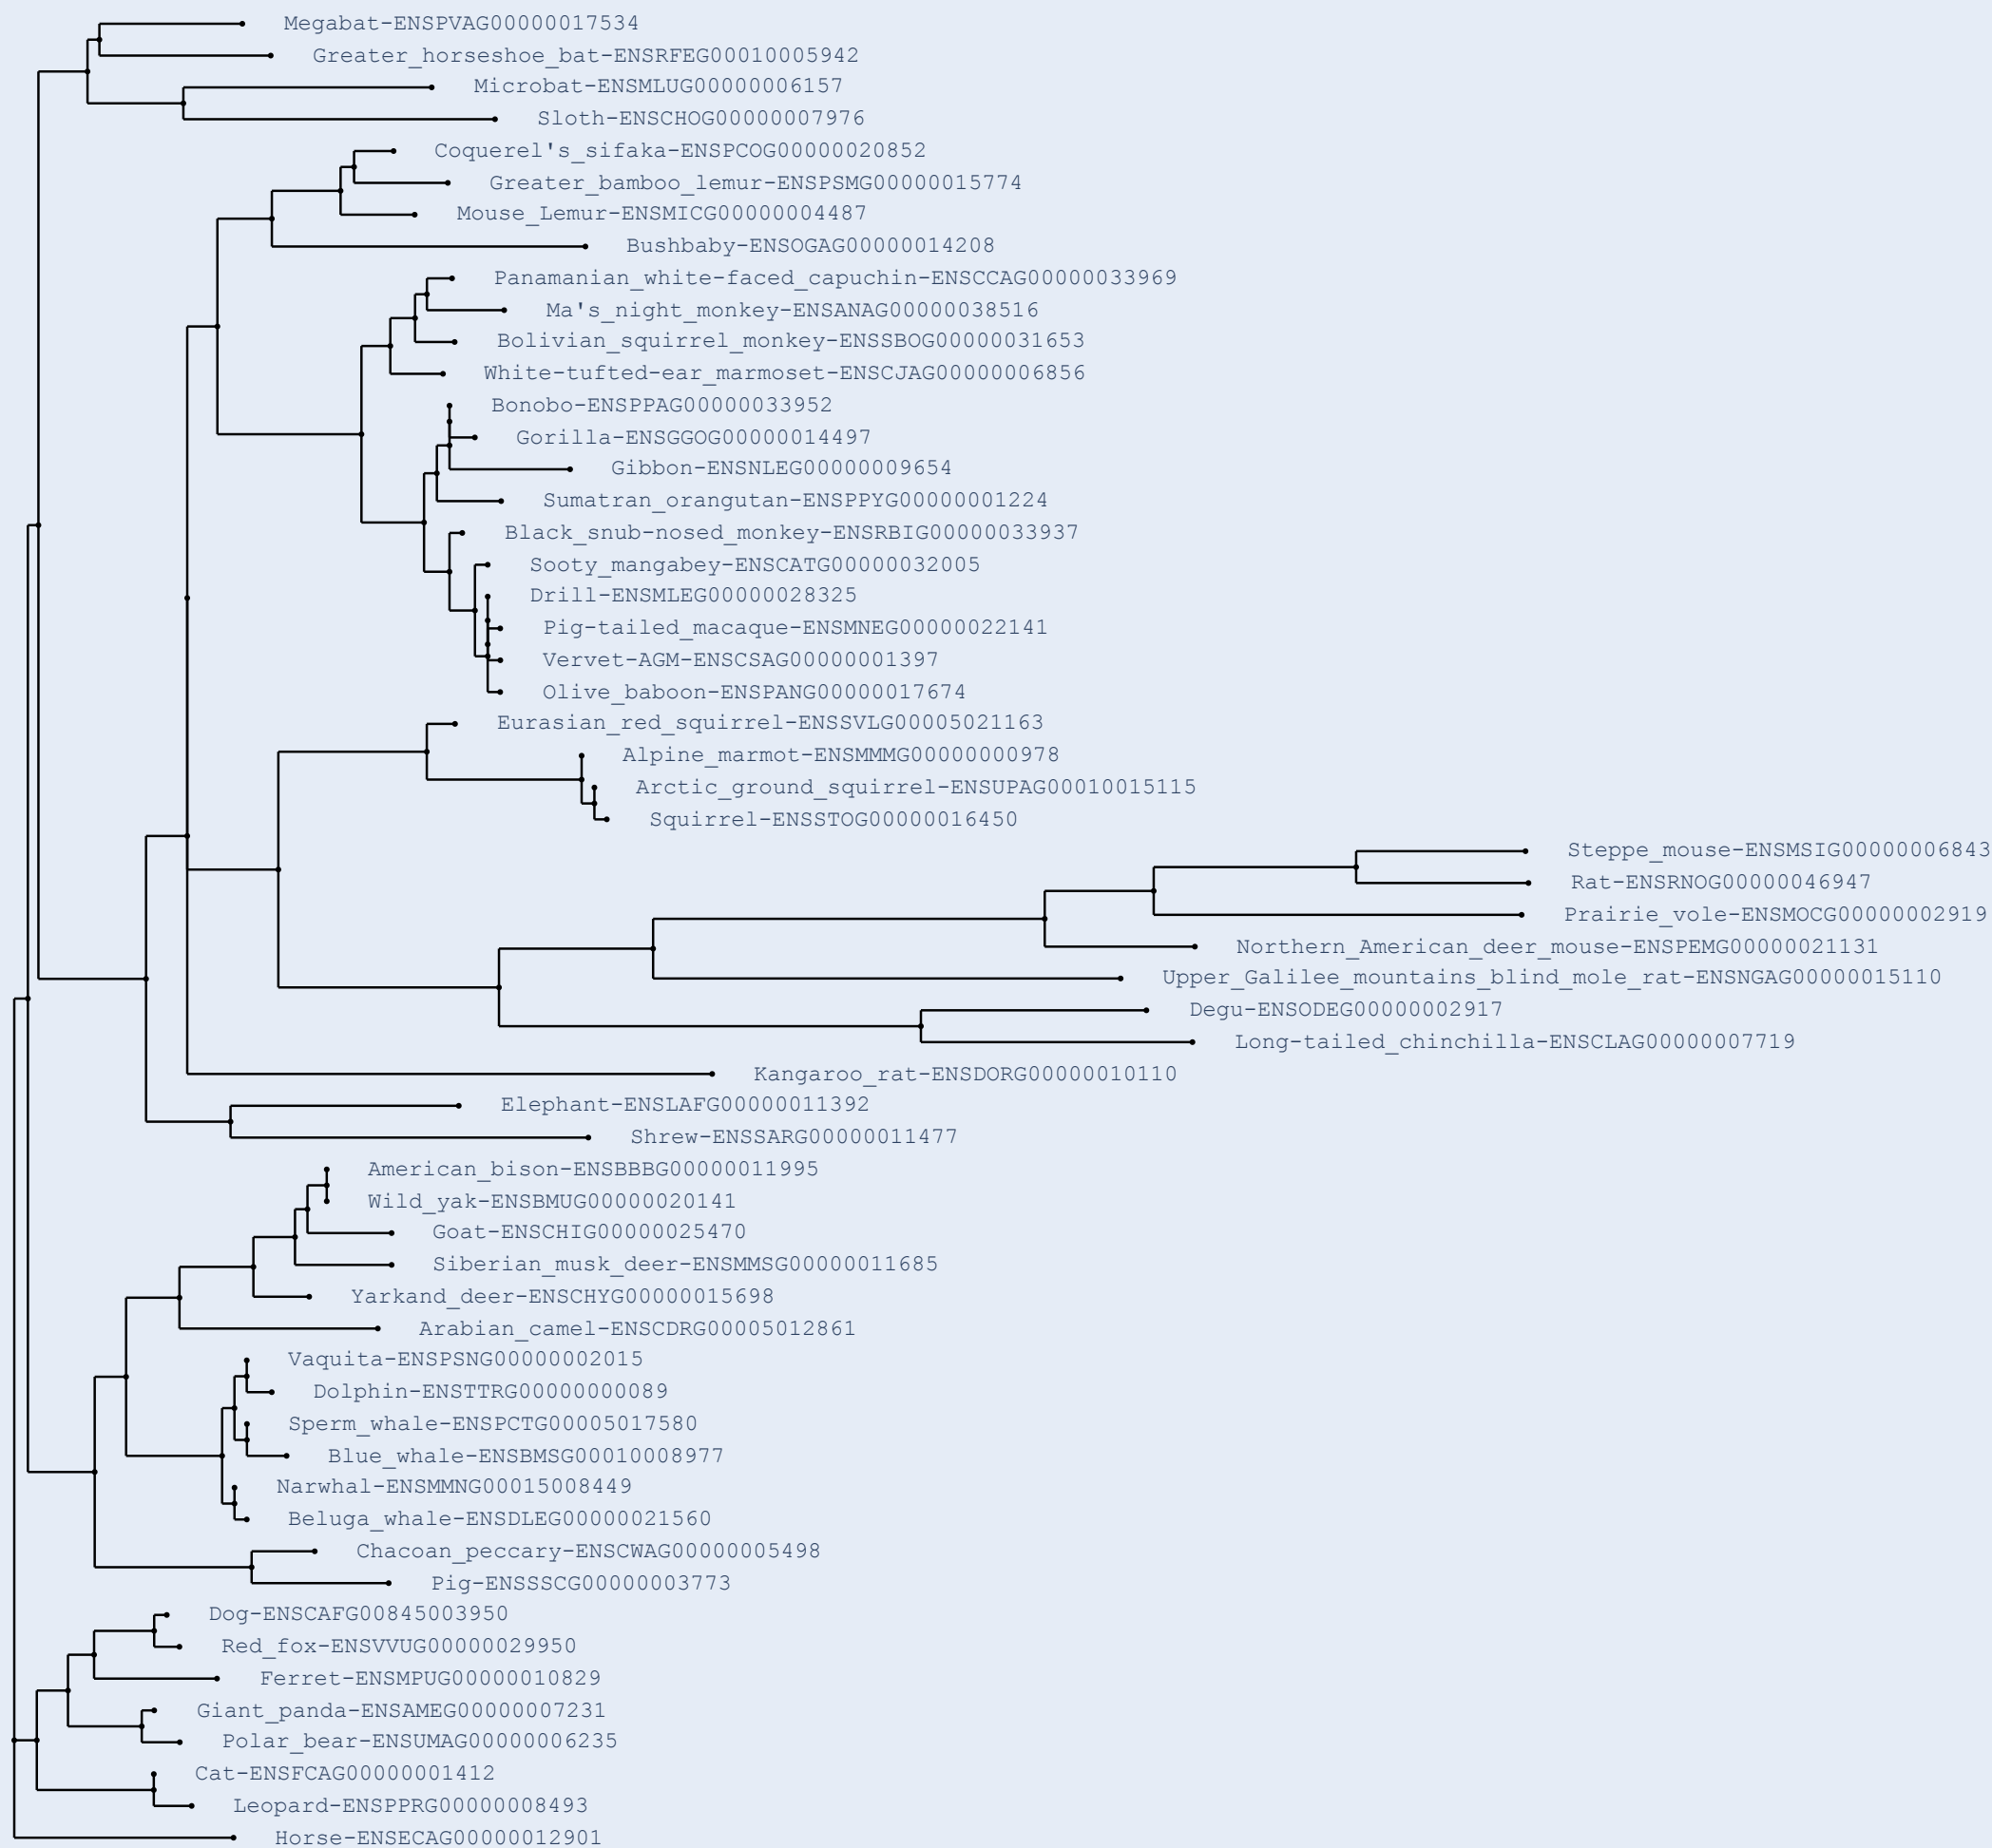 Megabat-ENSPVAG00000017534
Greater_horseshoe_bat-ENSRFEG00010005942
Microbat-ENSMLUG00000006157
Sloth-ENSCHOG00000007976
Coquerel's_sifaka-ENSPCOG00000020852
Greater_bamboo_lemur-ENSPSMG00000015774
Mouse_Lemur-ENSMICG00000004487
Bushbaby-ENSOGAG00000014208
Panamanian_white-faced_capuchin-ENSCCAG00000033969
Ma's_night_monkey-ENSANAG00000038516
Bolivian_squirrel_monkey-ENSSBOG00000031653
White-tufted-ear_marmoset-ENSCJAG00000006856
Bonobo-ENSPPAG00000033952
Gorilla-ENSGGOG00000014497
Gibbon-ENSNLEG00000009654
Sumatran_orangutan-ENSPPYG00000001224
Black_snub-nosed_monkey-ENSRBIG00000033937
Sooty_mangabey-ENSCATG00000032005
Drill-ENSMLEG00000028325
Pig-tailed_macaque-ENSMNEG00000022141
Vervet-AGM-ENSCSAG00000001397
Olive_baboon-ENSPANG00000017674
Eurasian_red_squirrel-ENSSVLG00005021163
Alpine_marmot-ENSMMMG00000000978
Arctic_ground_squirrel-ENSUPAG00010015115
Squirrel-ENSSTOG00000016450
Steppe_mouse-ENSMSIG00000006843
Rat-ENSRNOG00000046947
Prairie_vole-ENSMOCG00000002919
Northern_American_deer_mouse-ENSPEMG00000021131
Upper_Galilee_mountains_blind_mole_rat-ENSNGAG00000015110
Degu-ENSODEG00000002917
Long-tailed_chinchilla-ENSCLAG00000007719
Kangaroo_rat-ENSDORG00000010110
Elephant-ENSLAFG00000011392
Shrew-ENSSARG00000011477
American_bison-ENSBBBG00000011995
Wild_yak-ENSBMUG00000020141
Goat-ENSCHIG00000025470
Siberian_musk_deer-ENSMMSG00000011685
Yarkand_deer-ENSCHYG00000015698
Arabian_camel-ENSCDRG00005012861
Vaquita-ENSPSNG00000002015
Dolphin-ENSTTRG00000000089
Sperm_whale-ENSPCTG00005017580
Blue_whale-ENSBMSG00010008977
Narwhal-ENSMMNG00015008449
Beluga_whale-ENSDLEG00000021560
Chacoan_peccary-ENSCWAG00000005498
Pig-ENSSSCG00000003773
Dog-ENSCAFG00845003950
Red_fox-ENSVVUG00000029950
Ferret-ENSMPUG00000010829
Giant_panda-ENSAMEG00000007231
Polar_bear-ENSUMAG00000006235
Cat-ENSFCAG00000001412
Leopard-ENSPPRG00000008493
Horse-ENSECAG00000012901